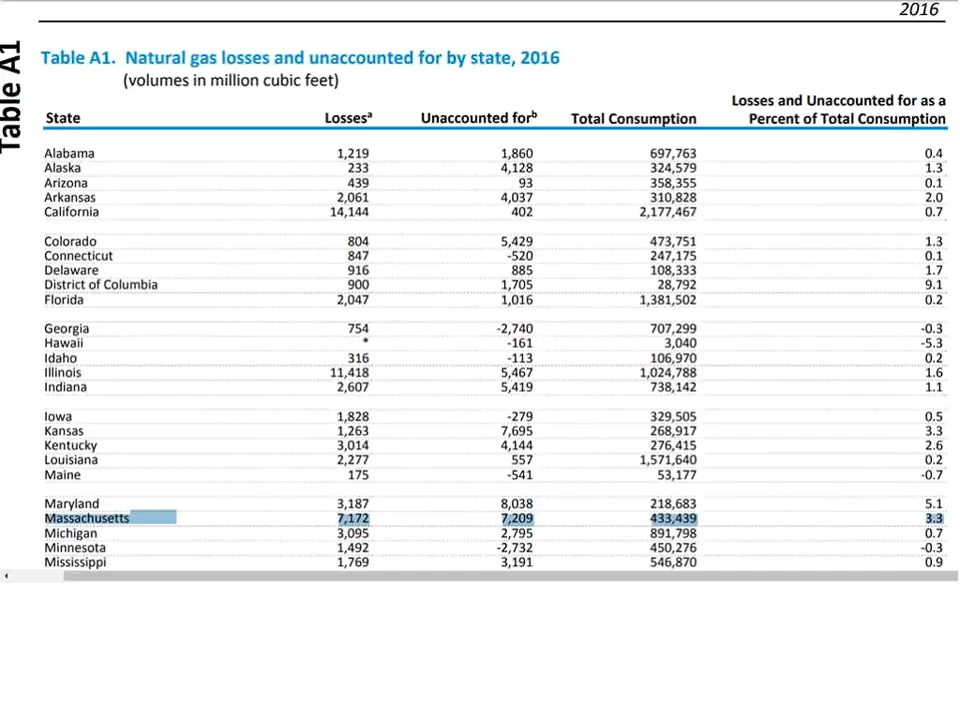 2016
Table A1
Table A1. Natural gas losses and unaccounted for by state, 2016
(volumes in million cubic feet)
State Losses^a Unaccounted for^b Total Consumption Losses and Unaccounted for as a Percent of Total Consumption
Alabama 1,219 1,860 697,763 0.4
Alaska 233 4,128 324,579 1.3
Arizona 439 93 358,355 0.1
Arkansas 2,061 4,037 310,828 2.0
California 14,144 402 2,177,467 0.7
Colorado 804 5,429 473,751 1.3
Connecticut 847 -520 247,175 0.1
Delaware 916 885 108,333 1.7
District of Columbia 900 1,705 28,792 9.1
Florida 2,047 1,016 1,381,502 0.2
Georgia 754 -2,740 707,299 -0.3
Hawaii * -161 3,040 -5.3
Idaho 316 -113 106,970 0.2
Illinois 11,418 5,467 1,024,788 1.6
Indiana 2,607 5,419 738,142 1.1
Iowa 1,828 -279 329,505 0.5
Kansas 1,263 7,695 268,917 3.3
Kentucky 3,014 4,144 276,415 2.6
Louisiana 2,277 557 1,571,640 0.2
Maine 175 -541 53,177 -0.7
Maryland 3,187 8,038 218,683 5.1
Massachusetts 7,172 7,209 433,439 3.3
Michigan 3,095 2,795 891,798 0.7
Minnesota 1,492 -2,732 450,276 -0.3
Mississippi 1,769 3,191 546,870 0.9